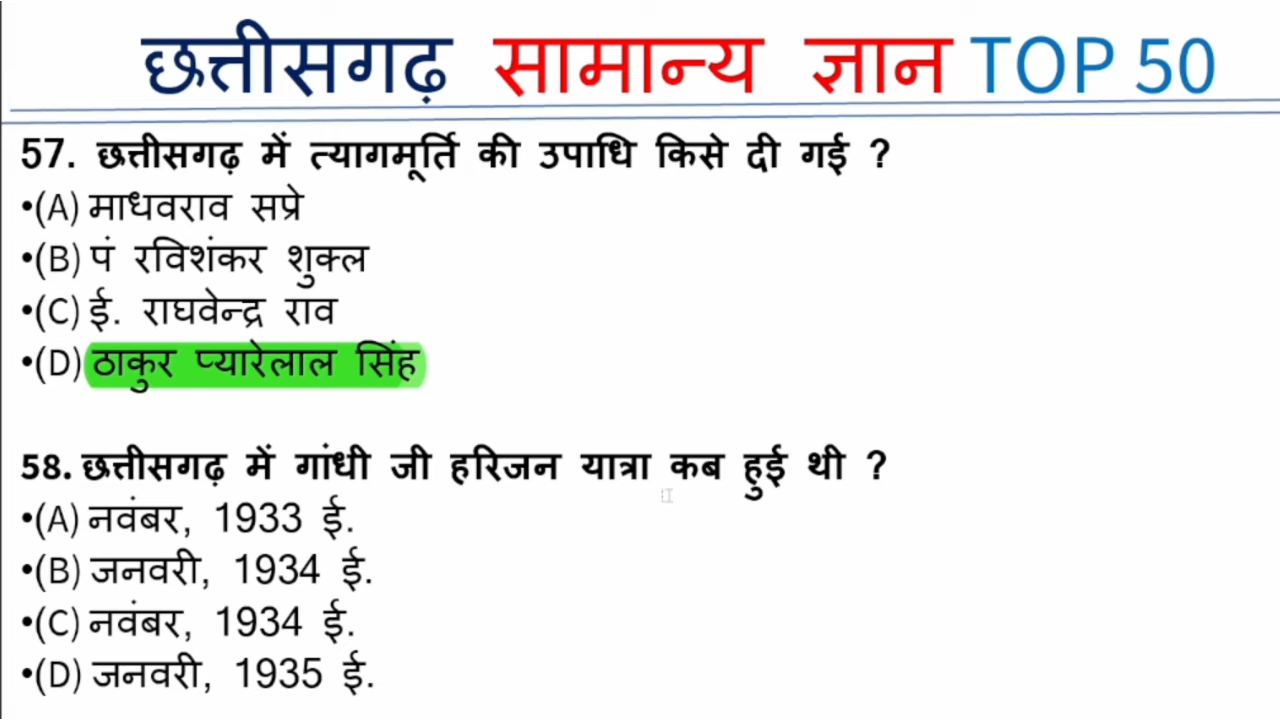 छत्तीसगढ़ सामान्य ज्ञान TOP 50
57. छत्तीसगढ़ में त्यागमूर्ति की उपाधि किसे दी गई ?
•(A) माधवराव सप्रे
•(B) पं रविशंकर शुक्ल
•(C) ई. राघवेन्द्र राव
•(D) ठाकुर प्यारेलाल सिंह
58. छत्तीसगढ़ में गांधी जी हरिजन यात्रा कब हुई थी ?
•(A) नवंबर, 1933 ई.
•(B) जनवरी, 1934 ई.
•(C) नवंबर, 1934 ई.
•(D) जनवरी, 1935 ई.